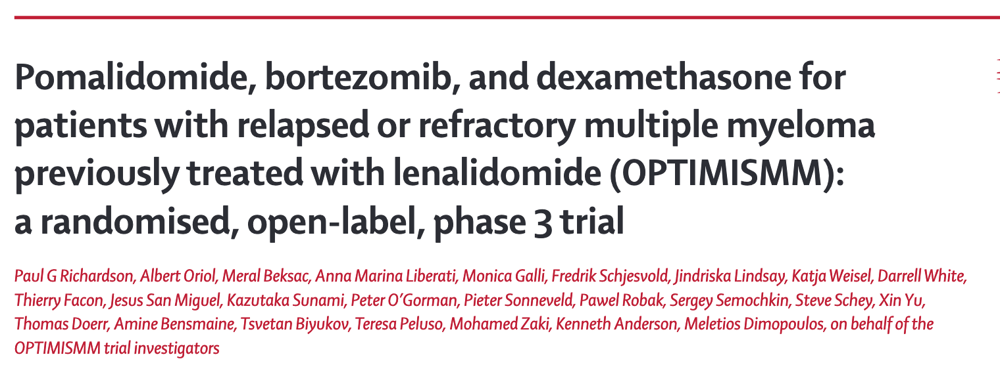 Pomalidomide, bortezomib, and dexamethasone for
patients with relapsed or refractory multiple myeloma
previously treated with lenalidomide (OPTIMISMM):
a randomised, open-label, phase 3 trial
Paul G Richardson, Albert Oriol, Meral Beksac, Anna Marina Liberati, Monica Galli, Fredrik Schjesvold, Jindriska Lindsay, Katja Weisel, Darrell White,
Thierry Facon, Jesus San Miguel, Kazutaka Sunami, Peter O’Gorman, Pieter Sonneveld, Pawel Robak, Sergey Semochkin, Steve Schey, Xin Yu,
Thomas Doerr, Amine Bensmaine, Tsvetan Biyukov, Teresa Peluso, Mohamed Zaki, Kenneth Anderson, Meletios Dimopoulos, on behalf of the
OPTIMISMM trial investigators